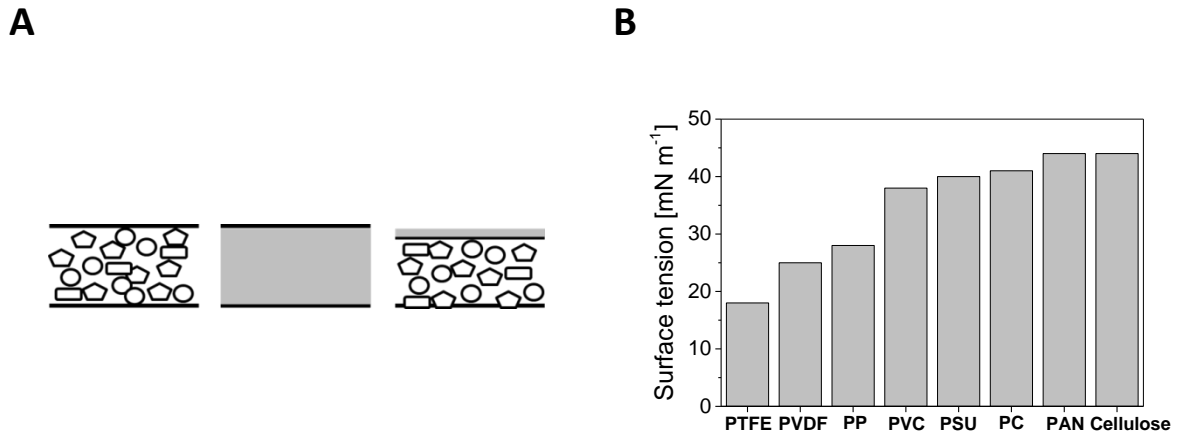 A
B
Surface tension [mN m⁻¹]
50
40
30
20
10
0
PTFE PVDF PP PVC PSU PC PAN Cellulose